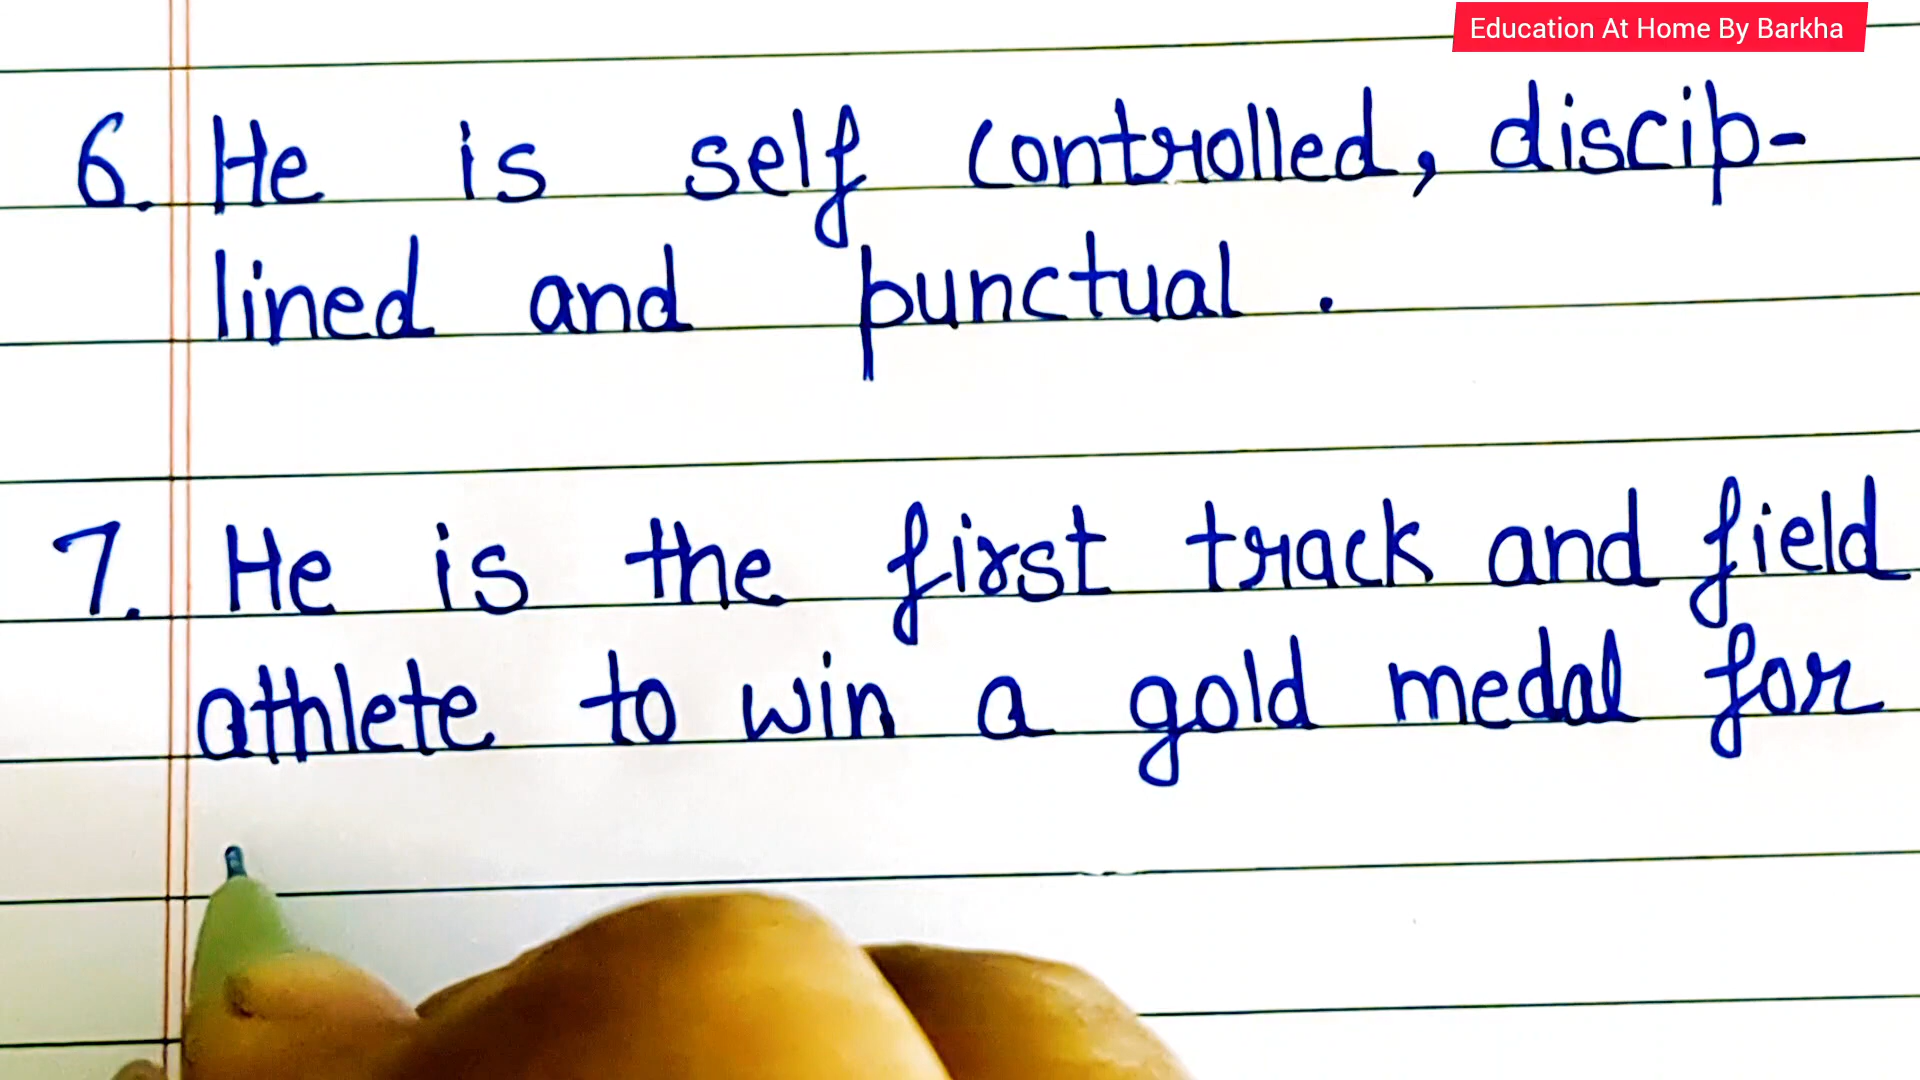 Education At Home By Barkha
6. He is self controlled, discip-
lined and punctual .
7. He is the first track and field
athlete to win a gold medal for